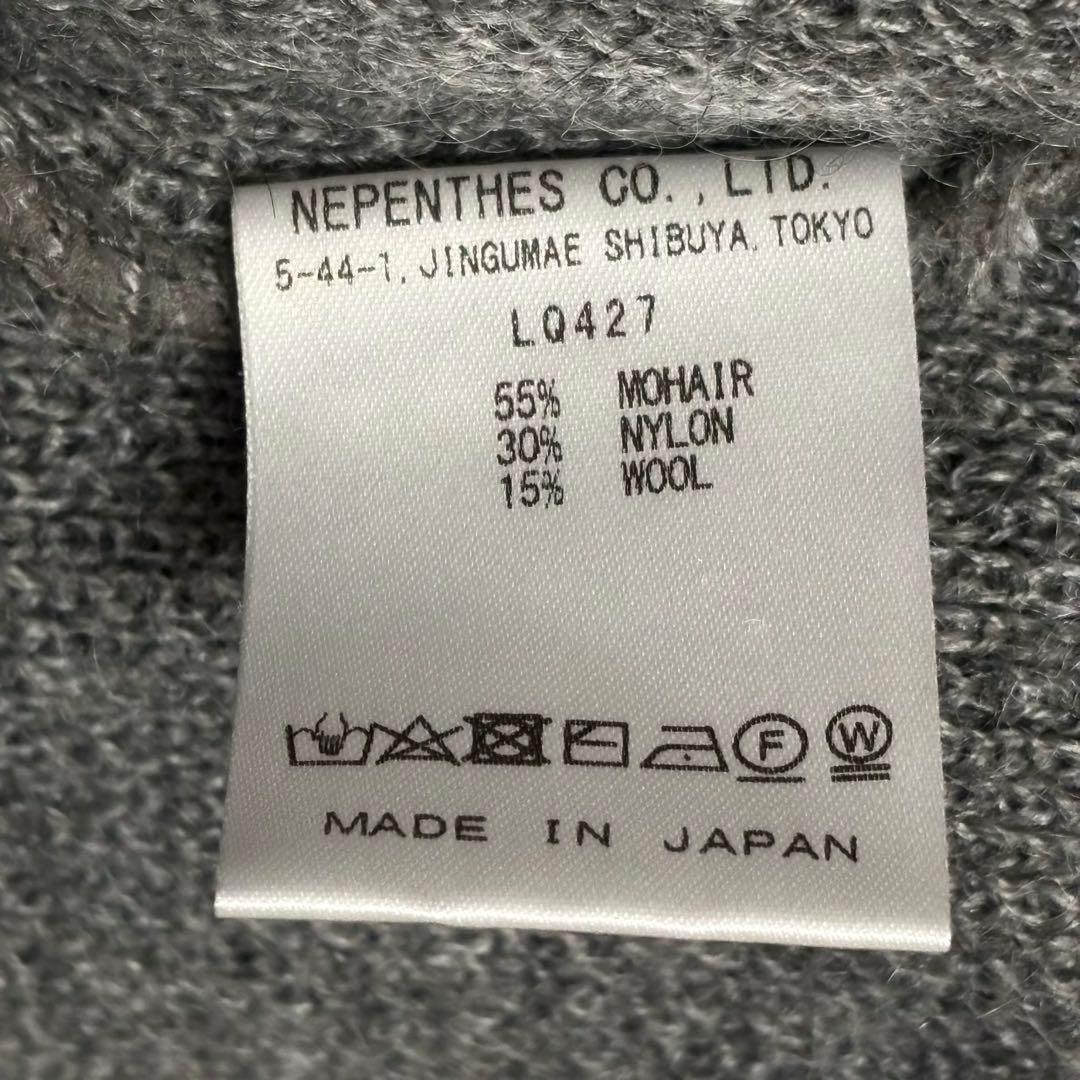 NEPENTHES CO., LTD.
5-44-1, JINGUMAE SHIBUYA, TOKYO
LQ427
55% MOHAIR
30% NYLON
15% WOOL
F W
MADE IN JAPAN